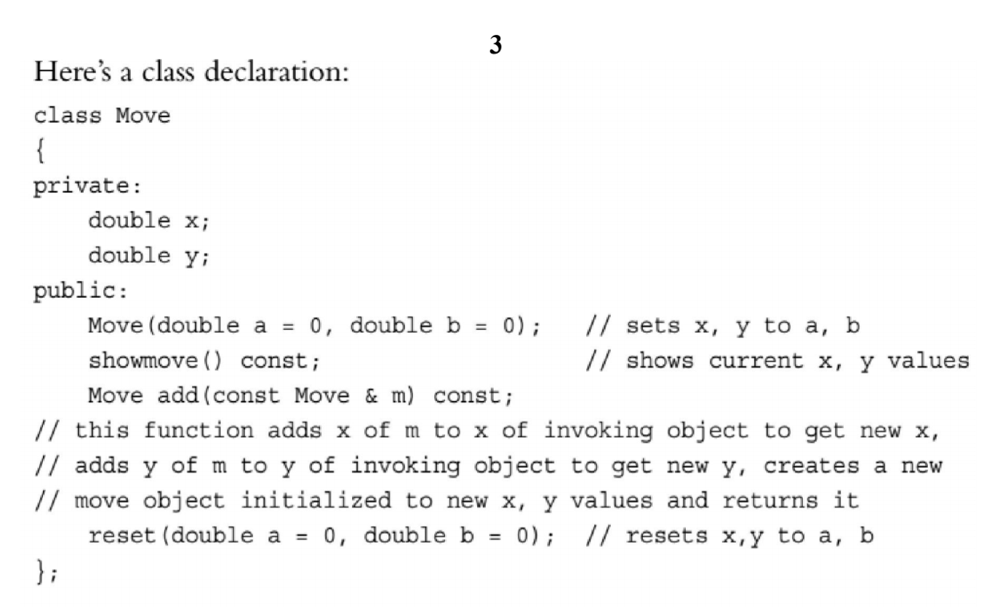 3
Here’s a class declaration:
class Move
{
private:
    double x;
    double y;
public:
    Move(double a = 0, double b = 0);   // sets x, y to a, b
    showmove() const;                   // shows current x, y values
    Move add(const Move & m) const;
// this function adds x of m to x of invoking object to get new x,
// adds y of m to y of invoking object to get new y, creates a new
// move object initialized to new x, y values and returns it
    reset(double a = 0, double b = 0);  // resets x,y to a, b
};